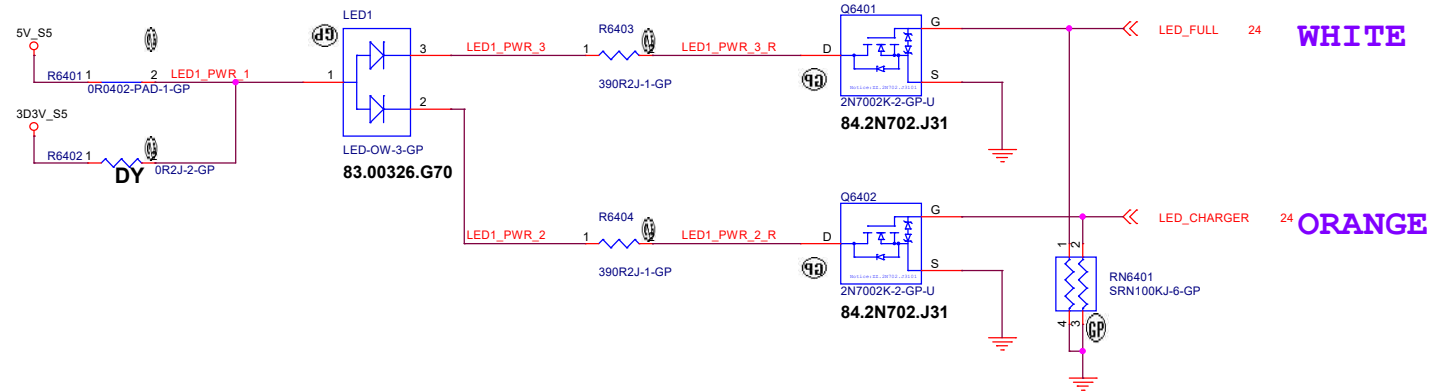 5V_S5
R6401 1 2 LED1_PWR_1
0R0402-PAD-1-GP
3D3V_S5
R6402 1 2
DY 0R2J-2-GP
LED1
1
3
2
LED-OW-3-GP
83.00326.G70
LED1_PWR_3
R6403
1
390R2J-1-GP
LED1_PWR_3_R
Q6401
D
G
S
2N7002K-2-GP-U
84.2N702.J31
LED_FULL 24 WHITE
LED1_PWR_2
R6404
1
390R2J-1-GP
LED1_PWR_2_R
Q6402
D
G
S
2N7002K-2-GP-U
84.2N702.J31
LED_CHARGER 24 ORANGE
1 2
RN6401
SRN100KJ-6-GP
4 3
GP